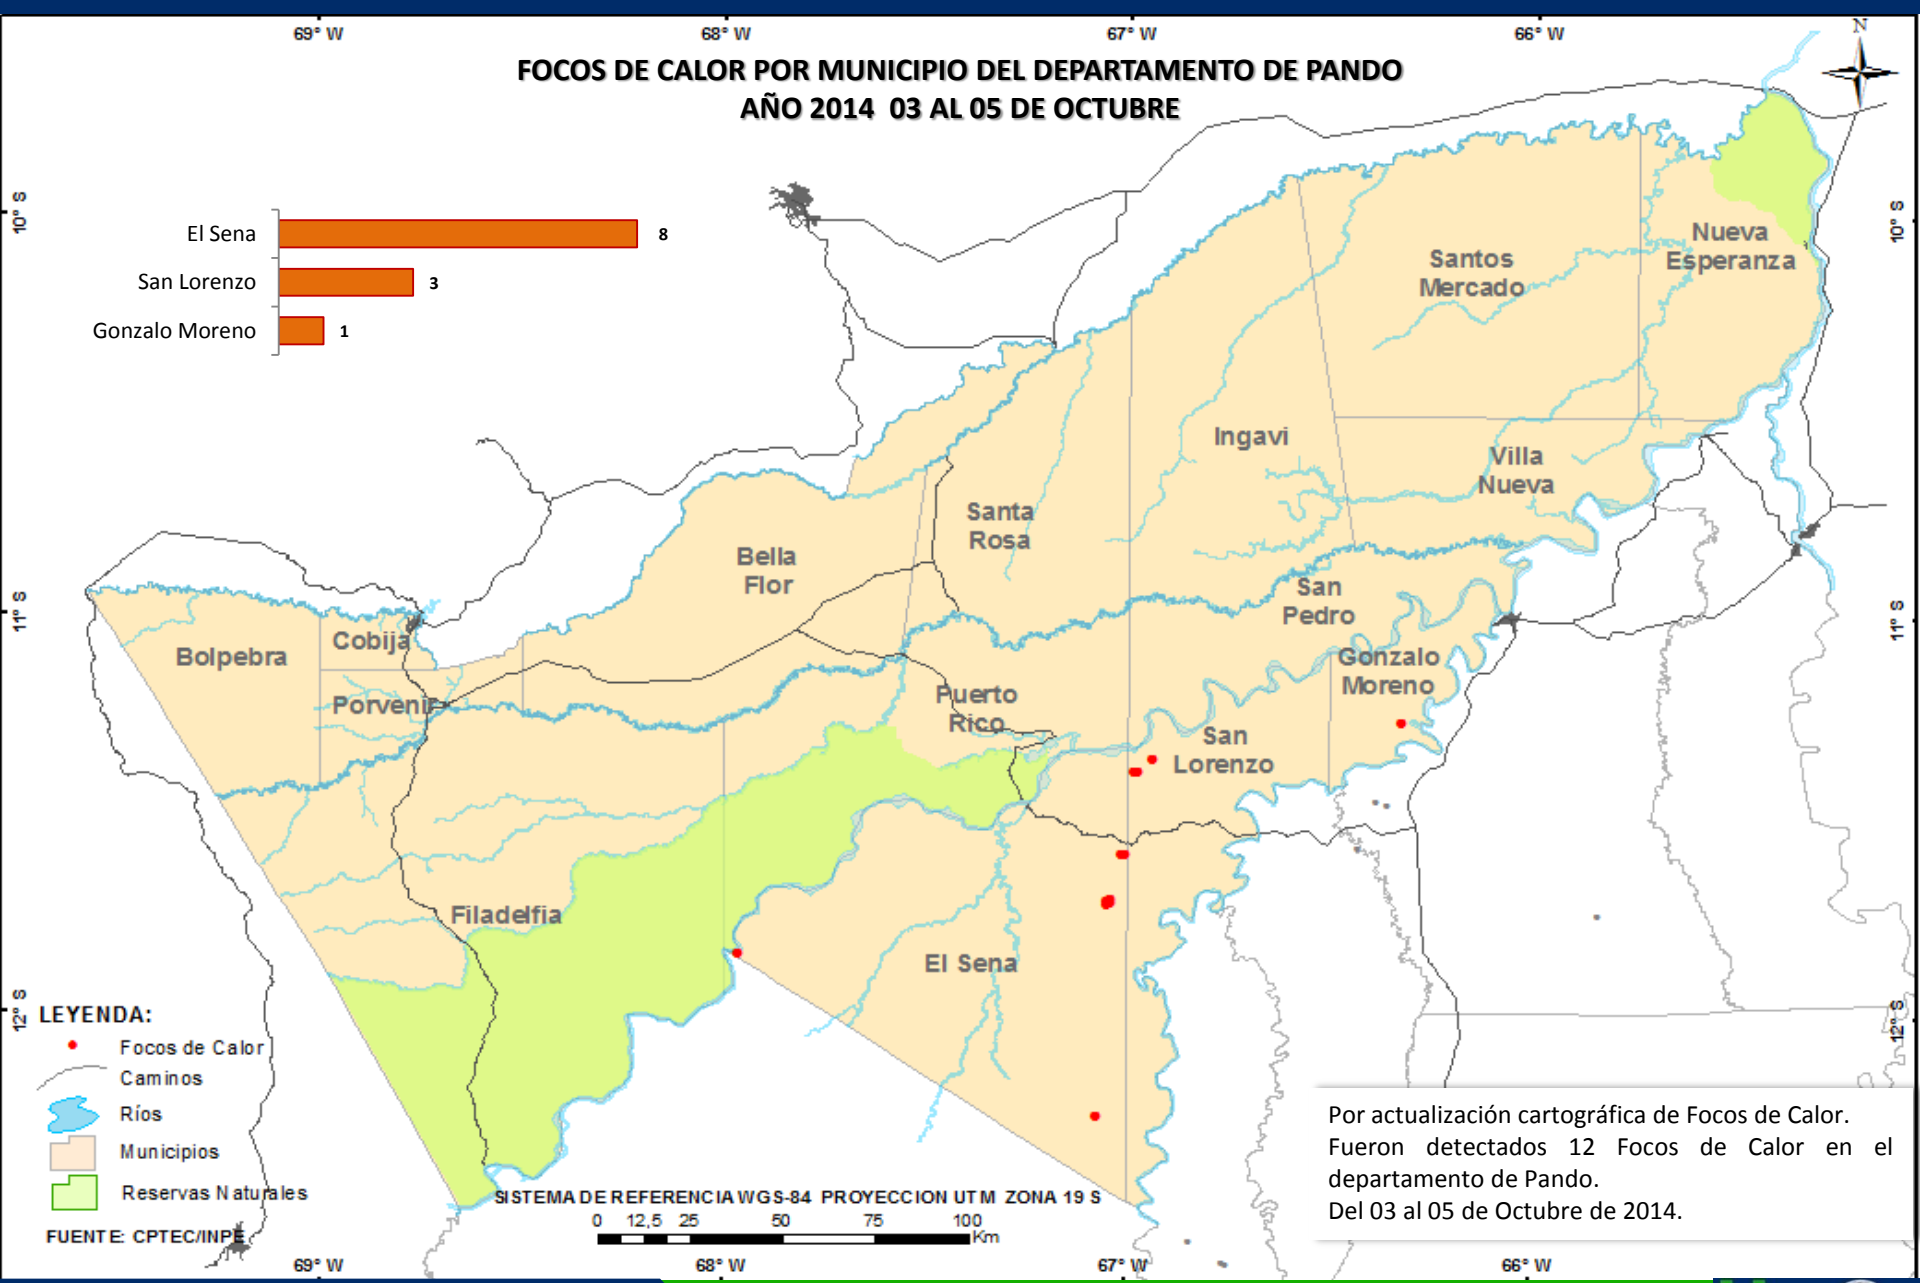 69° W 68° W 67° W 66° W
N
FOCOS DE CALOR POR MUNICIPIO DEL DEPARTAMENTO DE PANDO
AÑO 2014  03 AL 05 DE OCTUBRE
10° S
10° S
El Sena 8
San Lorenzo 3
Gonzalo Moreno 1
Nueva
Esperanza
Santos
Mercado
Ingavi
Villa
Nueva
Santa
Rosa
Bella
Flor
San
Pedro
11° S
11° S
Cobija
Bolpebra
Porvenir
Gonzalo
Moreno
Puerto
Rico
San
Lorenzo
Filadelfia
El Sena
12° S
12° S
LEYENDA:
Focos de Calor
Caminos
Ríos
Municipios
Reservas Naturales
FUENTE: CPTEC/INPE
SISTEMA DE REFERENCIA WGS-84 PROYECCION UTM ZONA 19 S
0 12,5 25 50 75 100
Km
Por actualización cartográfica de Focos de Calor.
Fueron detectados 12 Focos de Calor en el
departamento de Pando.
Del 03 al 05 de Octubre de 2014.
69° W 68° W 67° W 66° W